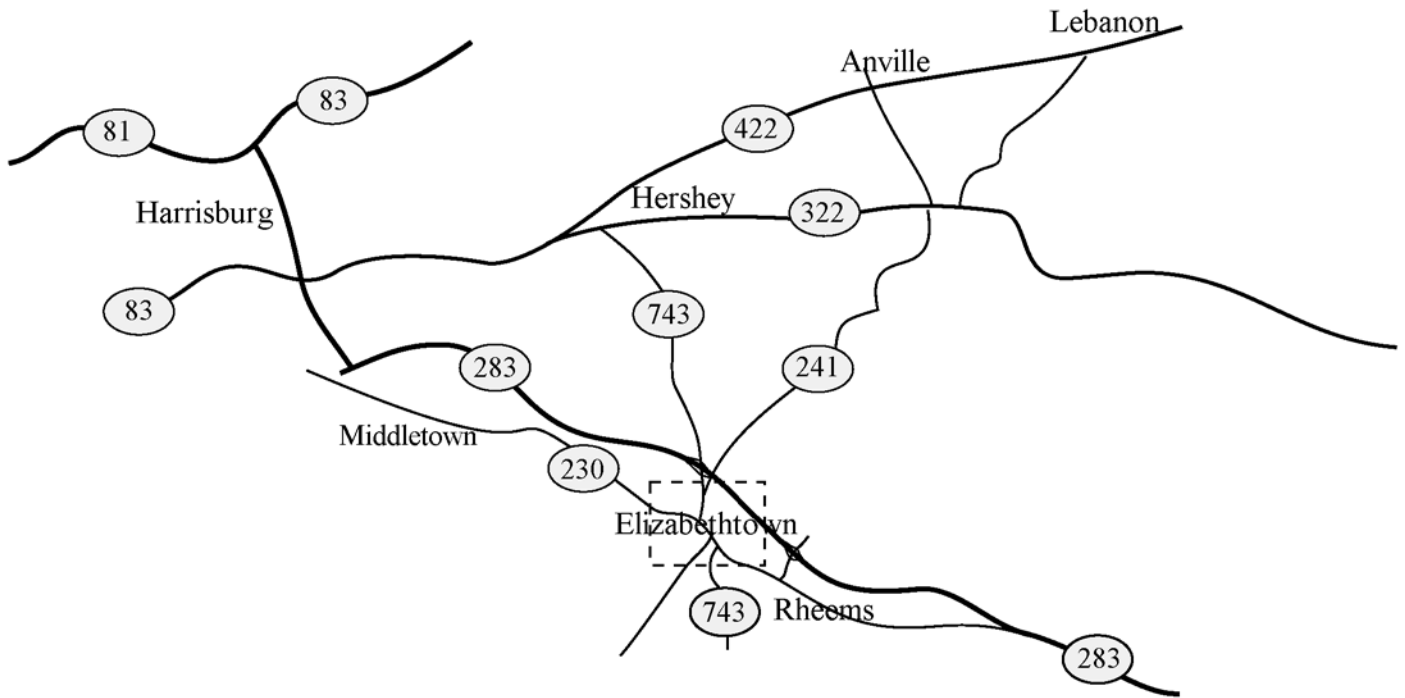 Lebanon
Anville
83
81
422
Hershey
322
Harrisburg
83
743
283
241
Middletown
230
Elizabethtown
743
Rheems
283